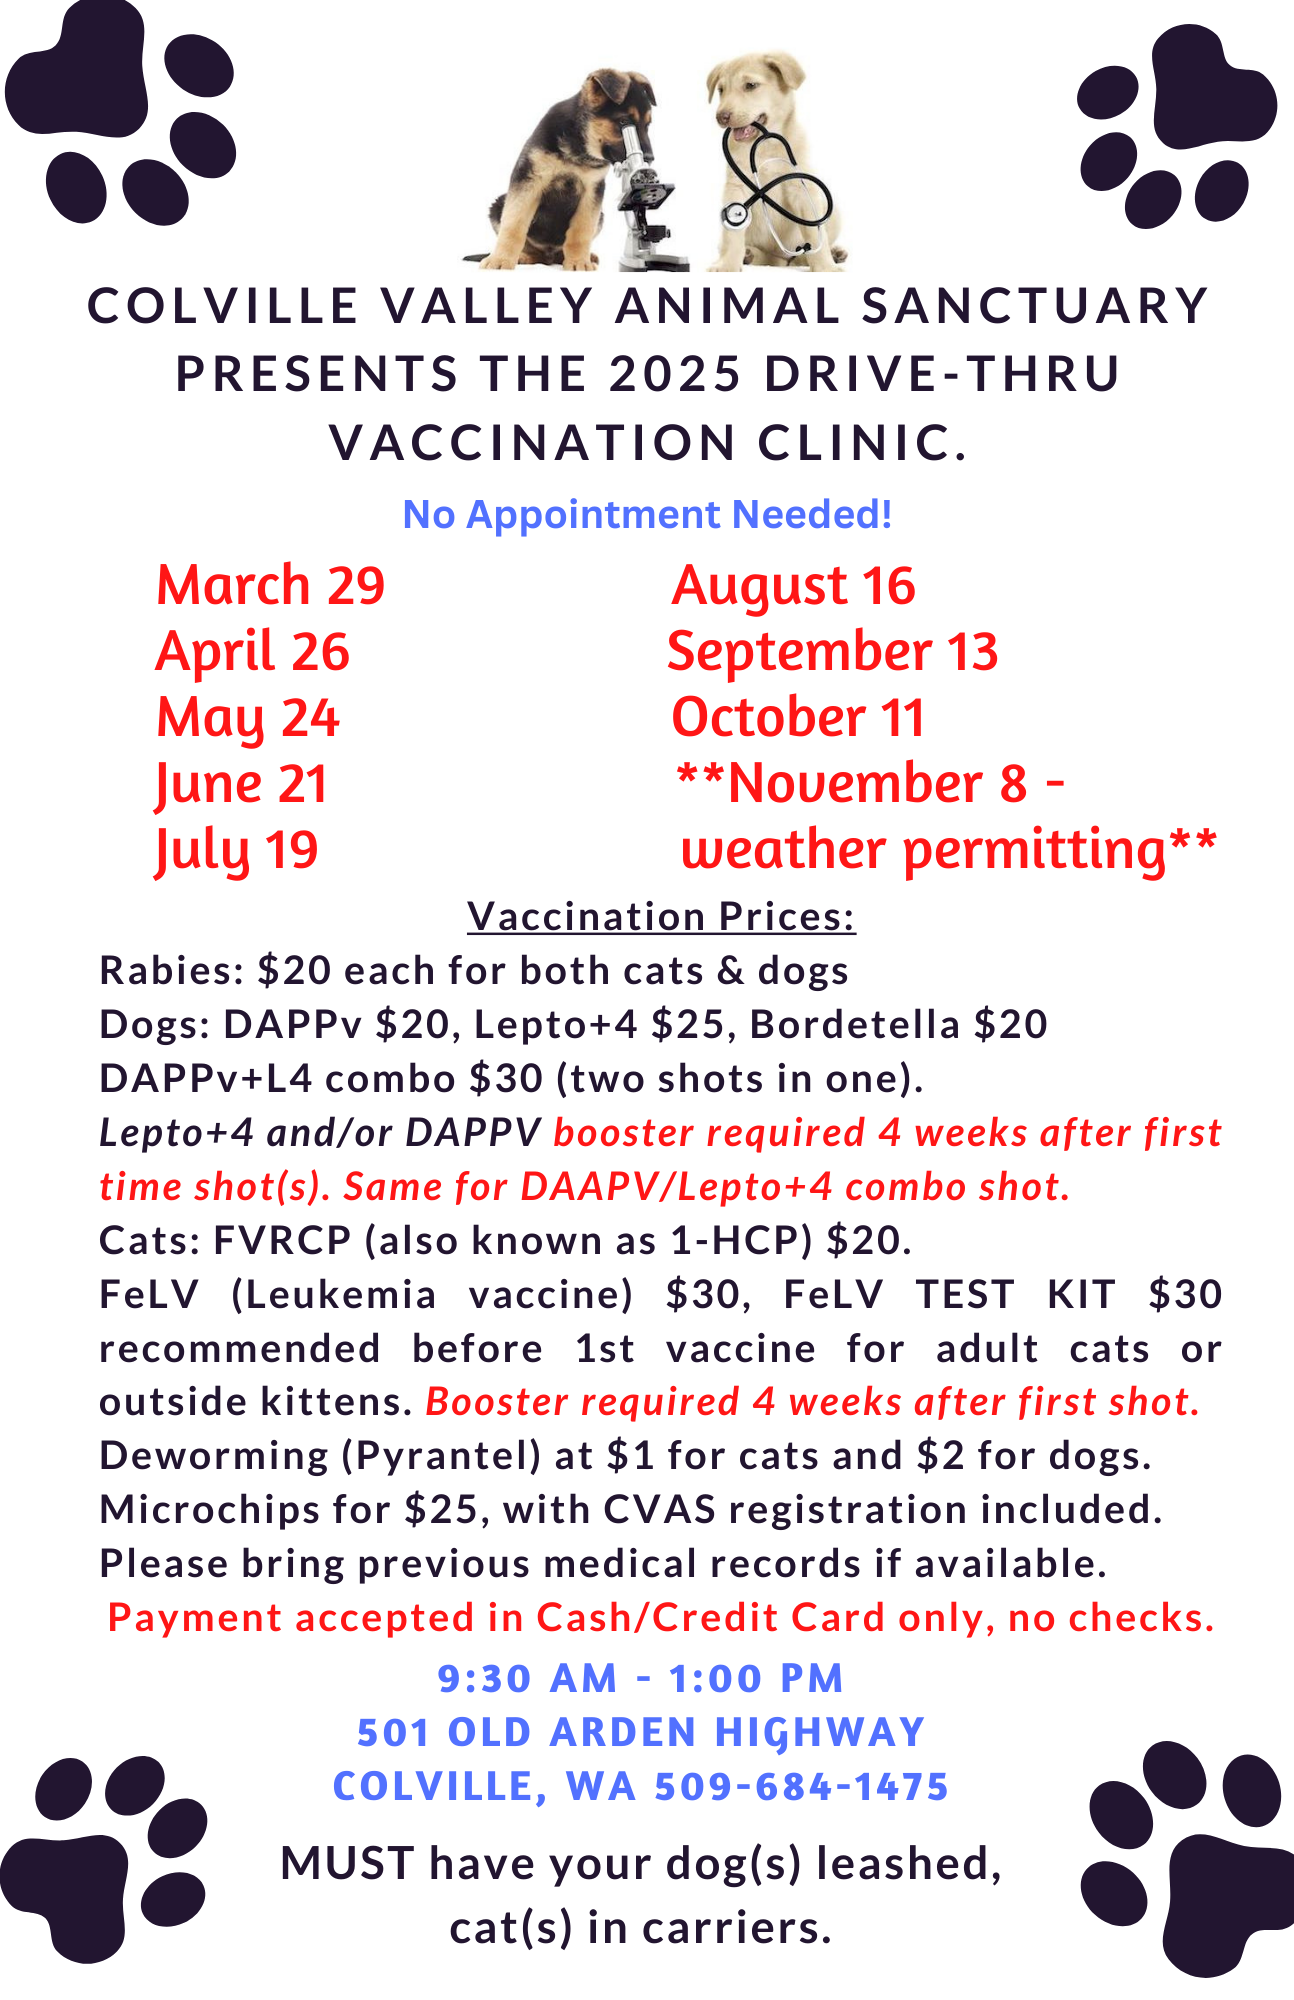 COLVILLE VALLEY ANIMAL SANCTUARY
PRESENTS THE 2025 DRIVE-THRU
VACCINATION CLINIC.
No Appointment Needed!
March 29
April 26
May 24
June 21
July 19
August 16
September 13
October 11
**November 8 -
weather permitting**
Vaccination Prices:
Rabies: $20 each for both cats & dogs
Dogs: DAPPv $20, Lepto+4 $25, Bordetella $20
DAPPv+L4 combo $30 (two shots in one).
Lepto+4 and/or DAPPV booster required 4 weeks after first
time shot(s). Same for DAAPV/Lepto+4 combo shot.
Cats: FVRCP (also known as 1-HCP) $20.
FeLV (Leukemia vaccine) $30, FeLV TEST KIT $30
recommended before 1st vaccine for adult cats or
outside kittens. Booster required 4 weeks after first shot.
Deworming (Pyrantel) at $1 for cats and $2 for dogs.
Microchips for $25, with CVAS registration included.
Please bring previous medical records if available.
Payment accepted in Cash/Credit Card only, no checks.
9:30 AM - 1:00 PM
501 OLD ARDEN HIGHWAY
COLVILLE, WA 509-684-1475
MUST have your dog(s) leashed,
cat(s) in carriers.